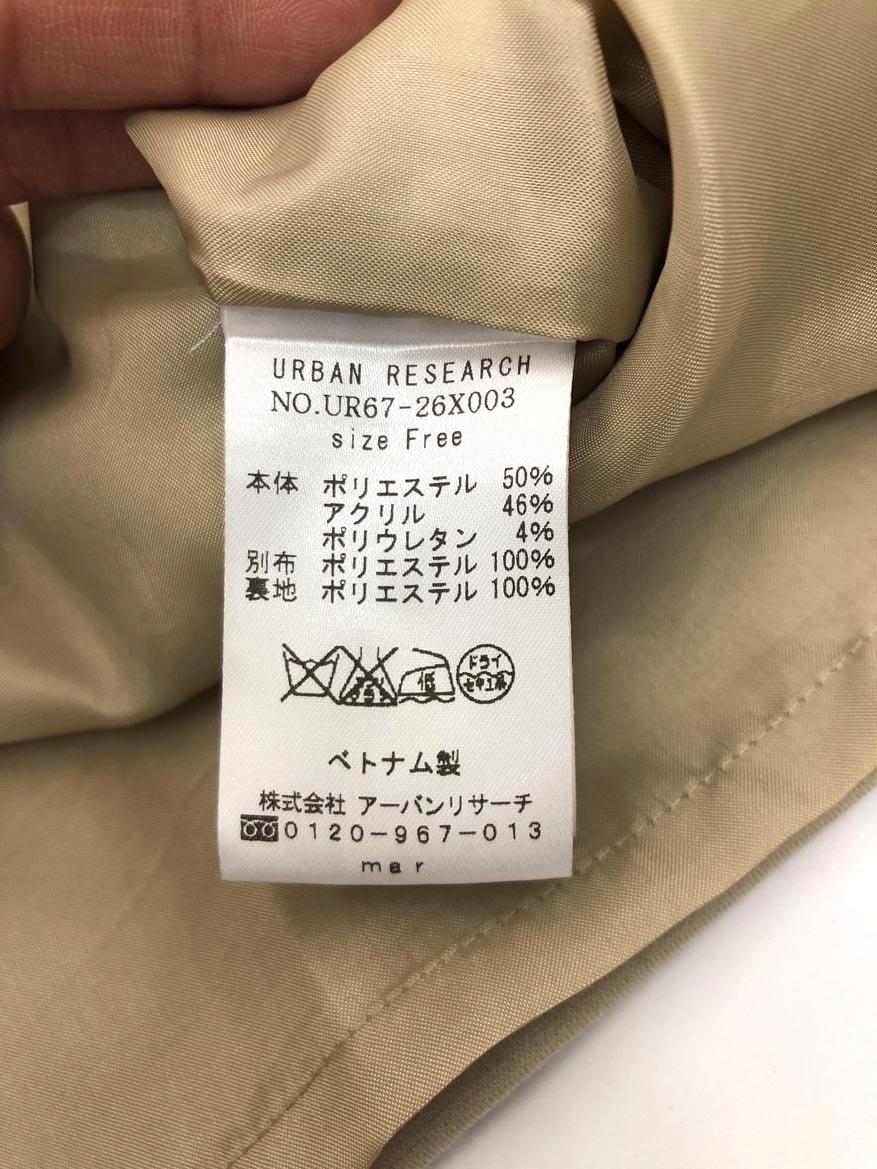 URBAN RESEARCH
NO.UR67-26X003
size Free
本体 ポリエステル 50%
アクリル 46%
ポリウレタン 4%
別布 ポリエステル 100%
裏地 ポリエステル 100%
低 ドライ
ベトナム製
株式会社 アーバンリサーチ
0120-967-013
mar